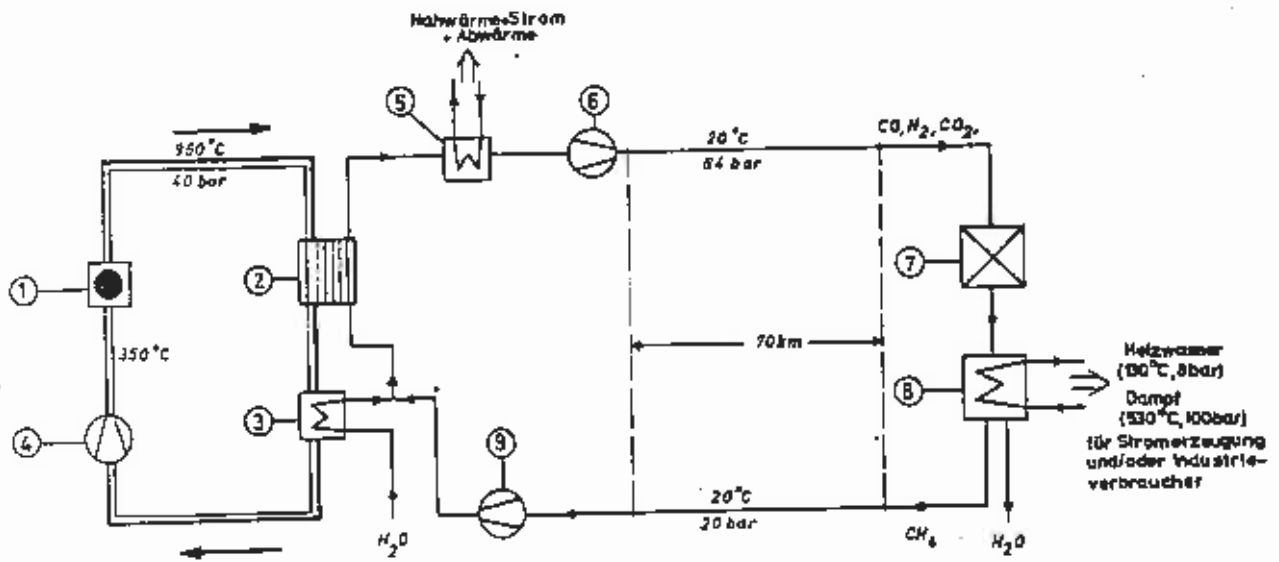 Nahwärme+Strom
+ Abwärme
5
6
950°C
40 bar
20°C
64 bar
CO, H₂, CO₂,
1
2
7
350°C
70km
Heizwasser
(130°C, 8bar)
8
Dampf
(530°C, 100bar)
für Stromerzeugung
und/oder Industrie-
verbraucher
3
4
9
20°C
20 bar
H₂O
CH₄
H₂O